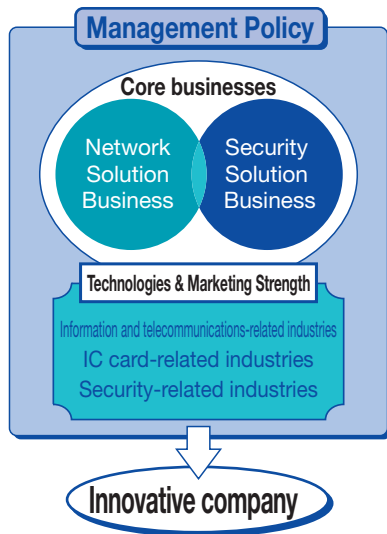 Management Policy
Core businesses
Network
Solution
Business
Security
Solution
Business
Technologies & Marketing Strength
Information and telecommunications-related industries
IC card-related industries
Security-related industries
Innovative company